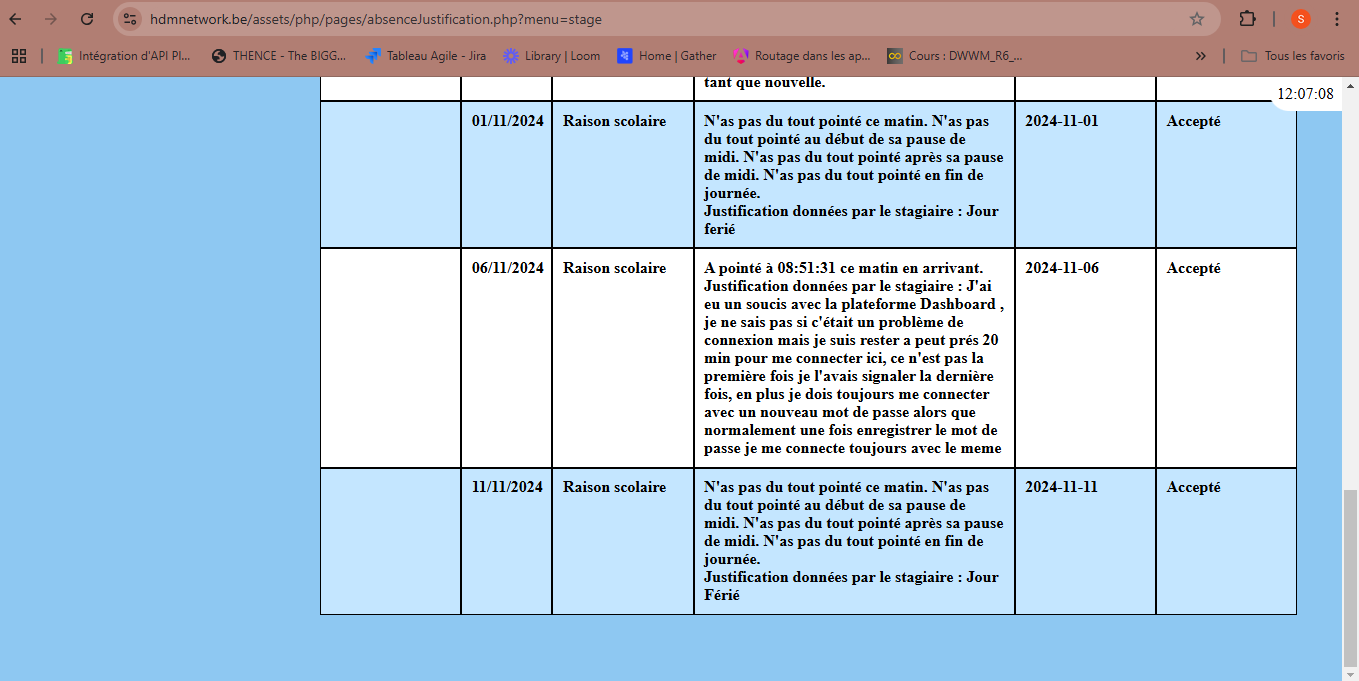 hdmnetwork.be/assets/php/pages/absenceJustification.php?menu=stage
S
Intégration d'API Pl...
THENCE - The BIGG...
Tableau Agile - Jira
Library | Loom
Home | Gather
Routage dans les ap...
Cours : DWWM_R6_...
»
Tous les favoris
12:07:08
tant que nouvelle.
01/11/2024
Raison scolaire
N'as pas du tout pointé ce matin. N'as pas
du tout pointé au début de sa pause de
midi. N'as pas du tout pointé après sa pause
de midi. N'as pas du tout pointé en fin de
journée.
Justification données par le stagiaire : Jour
ferié
2024-11-01
Accepté
06/11/2024
Raison scolaire
A pointé à 08:51:31 ce matin en arrivant.
Justification données par le stagiaire : J'ai
eu un soucis avec la plateforme Dashboard ,
je ne sais pas si c'était un problème de
connexion mais je suis rester a peut prés 20
min pour me connecter ici, ce n'est pas la
première fois je l'avais signaler la dernière
fois, en plus je dois toujours me connecter
avec un nouveau mot de passe alors que
normalement une fois enregistrer le mot de
passe je me connecte toujours avec le meme
2024-11-06
Accepté
11/11/2024
Raison scolaire
N'as pas du tout pointé ce matin. N'as pas
du tout pointé au début de sa pause de
midi. N'as pas du tout pointé après sa pause
de midi. N'as pas du tout pointé en fin de
journée.
Justification données par le stagiaire : Jour
Férié
2024-11-11
Accepté